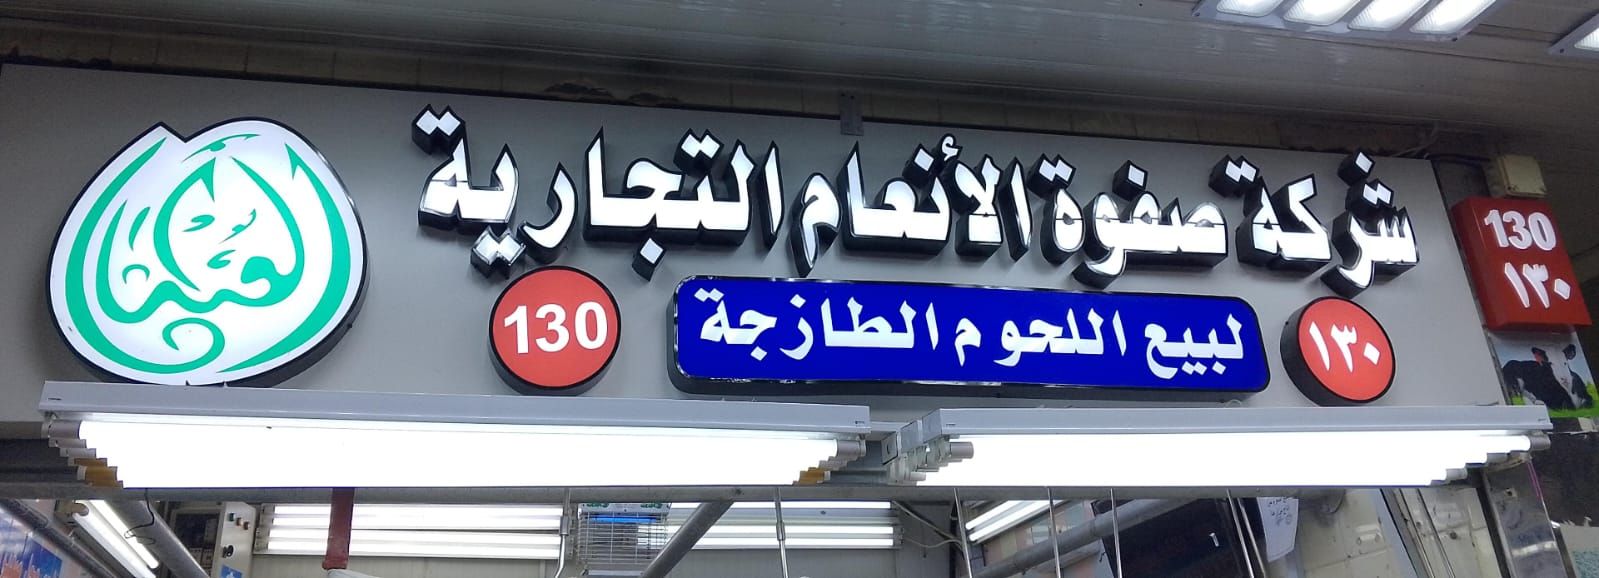 شركة صفوة الأنعام التجارية
١٣٠
لبيع اللحوم الطازجة
130
130
١٣٠